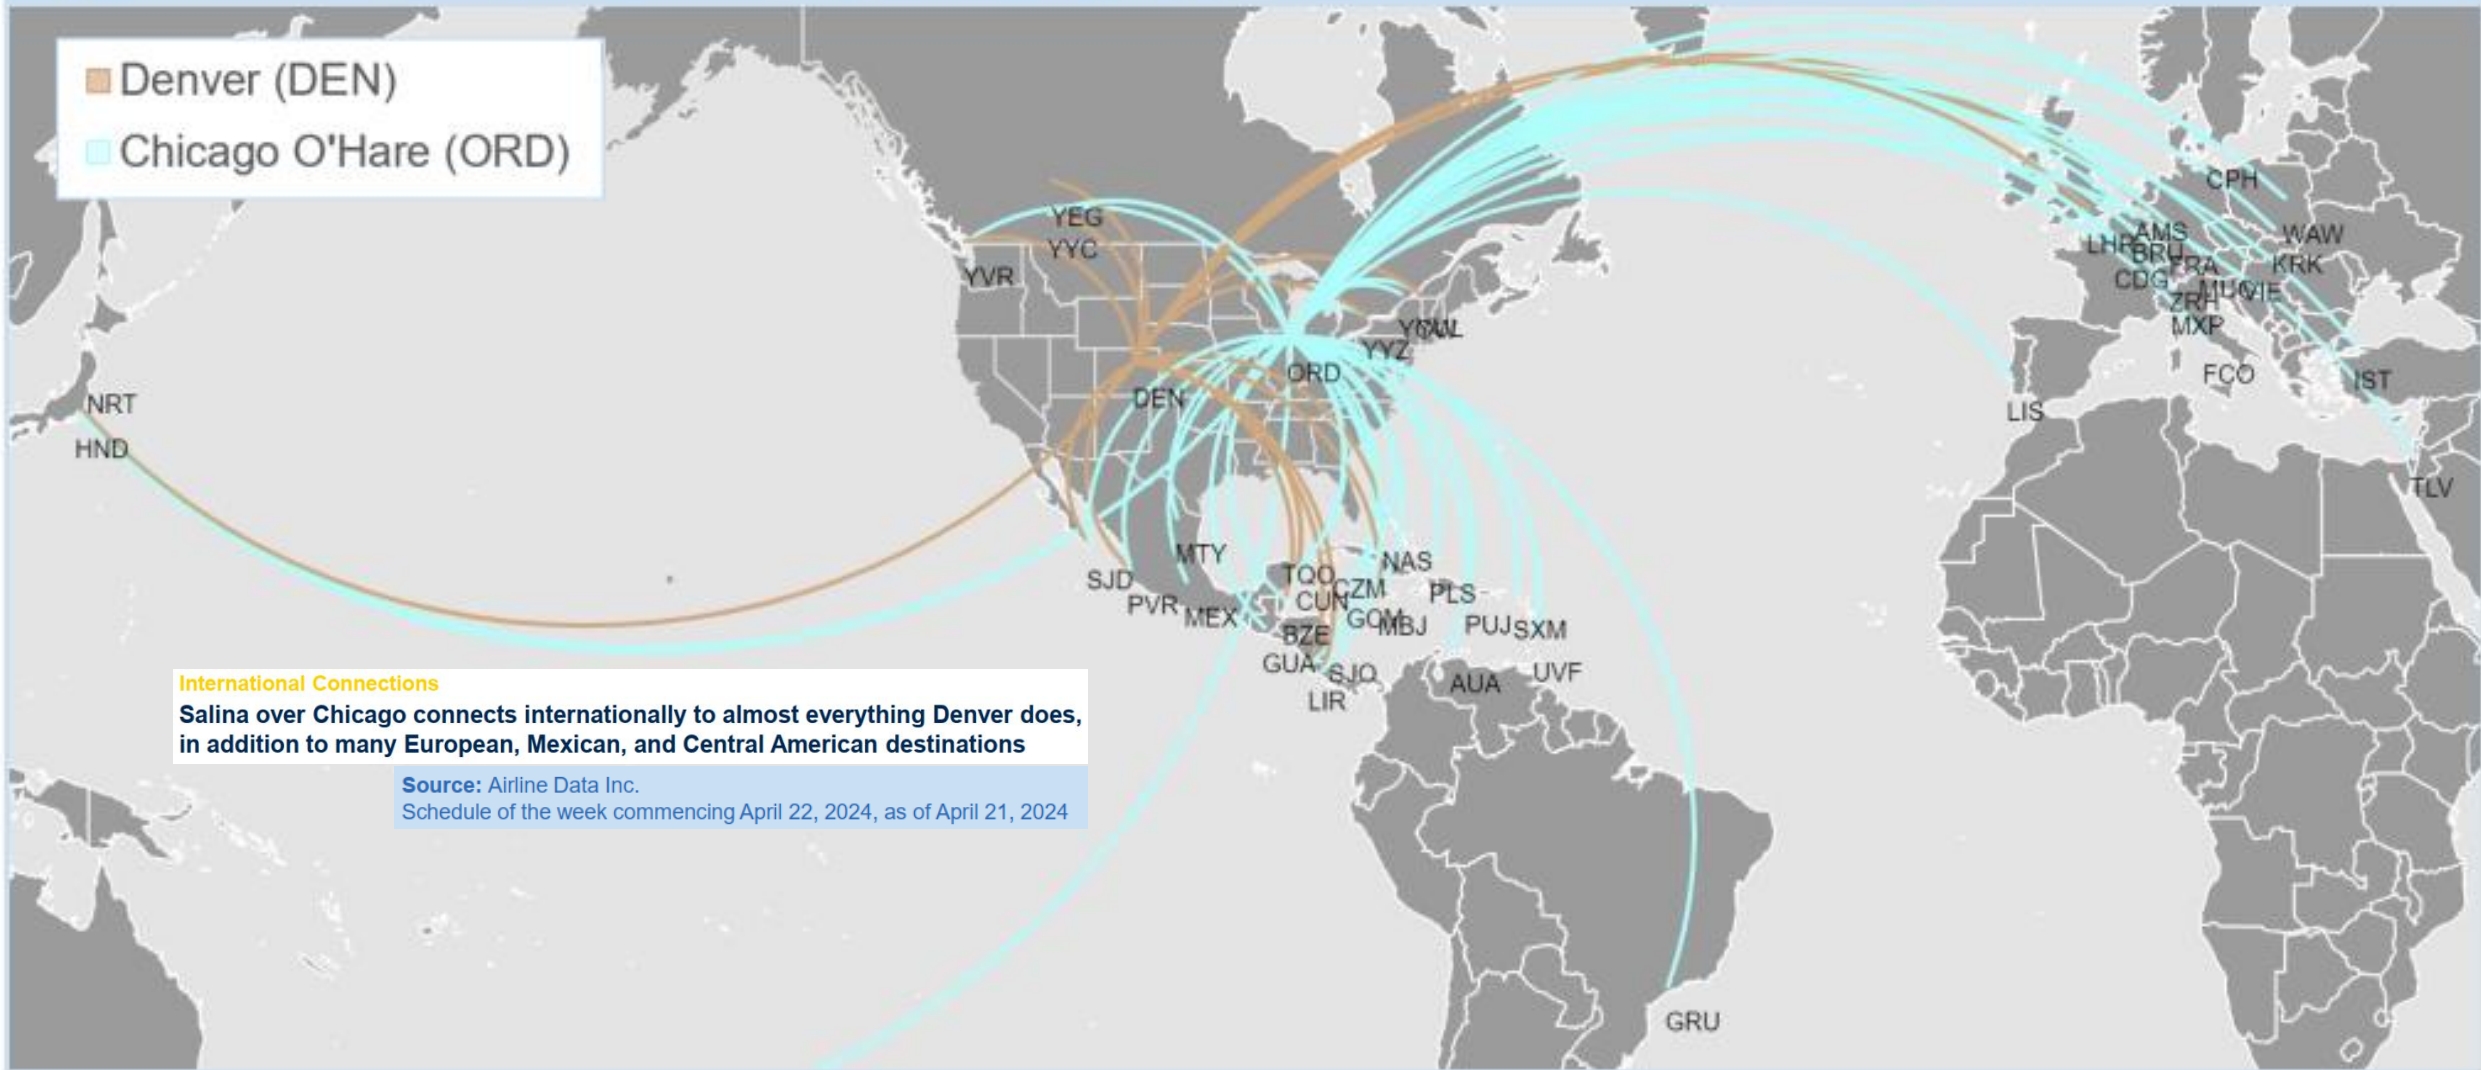 Denver (DEN)
Chicago O'Hare (ORD)
CPH
YEG
WAW
AMS
LHR
YYC
BRU
KRK
FRA
YVR
CDG
MUC
VIE
ZRH
MXP
YYZ
ORD
FCO
IST
DEN
NRT
LIS
HND
TLV
MTY
NAS
TQO
SJD
CZM
PLS
CUN
PVR
MEX
GCM
MBJ
PUJ
SXM
BZE
GUA
SJO
UVF
AUA
LIR
International Connections
Salina over Chicago connects internationally to almost everything Denver does,
in addition to many European, Mexican, and Central American destinations
Source: Airline Data Inc.
Schedule of the week commencing April 22, 2024, as of April 21, 2024
GRU